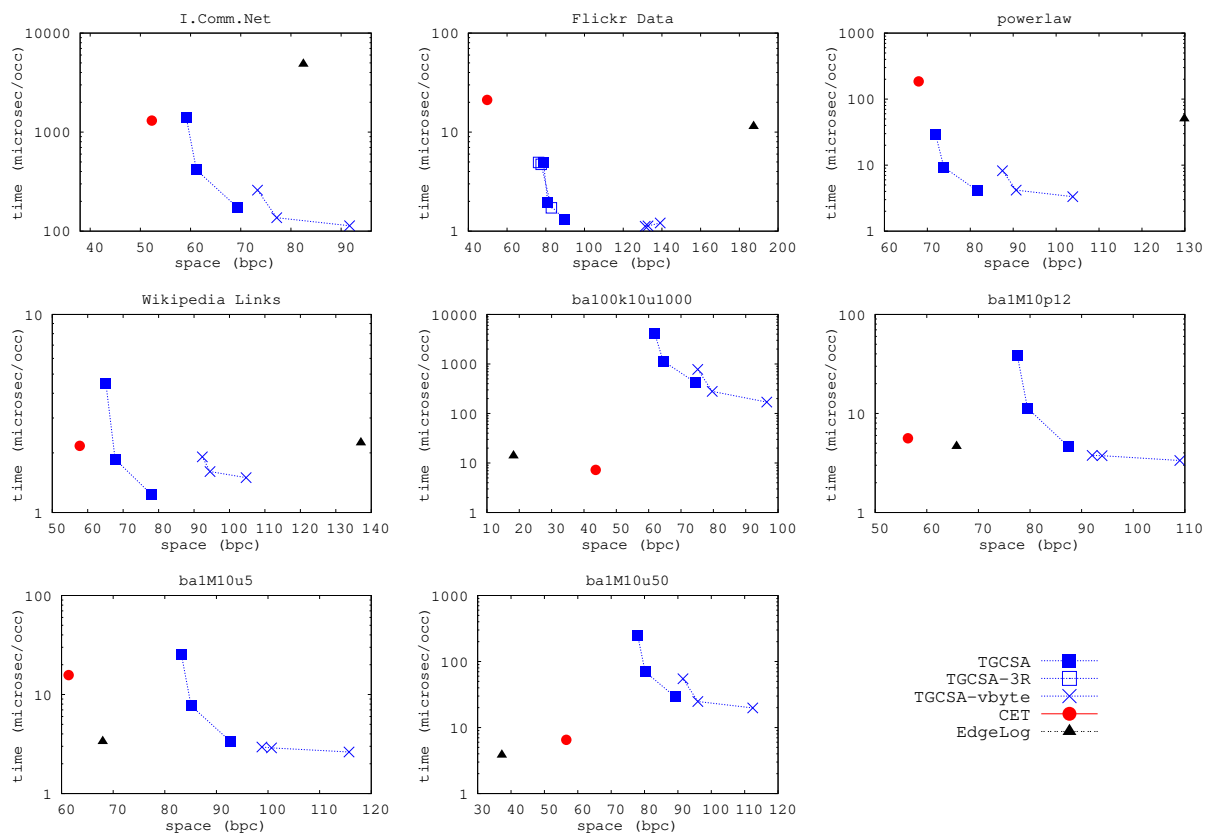 I.Comm.Net
time (microsec/occ)
10000
1000
100
40 50 60 70 80 90
space (bpc)
Flickr Data
time (microsec/occ)
100
10
1
40 60 80 100 120 140 160 180 200
space (bpc)
powerlaw
time (microsec/occ)
1000
100
10
1
60 70 80 90 100 110 120 130
space (bpc)
Wikipedia Links
time (microsec/occ)
10
1
50 60 70 80 90 100 110 120 130 140
space (bpc)
ba100k10u1000
time (microsec/occ)
10000
1000
100
10
1
10 20 30 40 50 60 70 80 90 100
space (bpc)
ba1M10p12
time (microsec/occ)
100
10
1
50 60 70 80 90 100 110
space (bpc)
ba1M10u5
time (microsec/occ)
100
10
1
60 70 80 90 100 110 120
space (bpc)
ba1M10u50
time (microsec/occ)
1000
100
10
1
30 40 50 60 70 80 90 100 110 120
space (bpc)
TGCSA
TGCSA-3R
TGCSA-vbyte
CET
EdgeLog